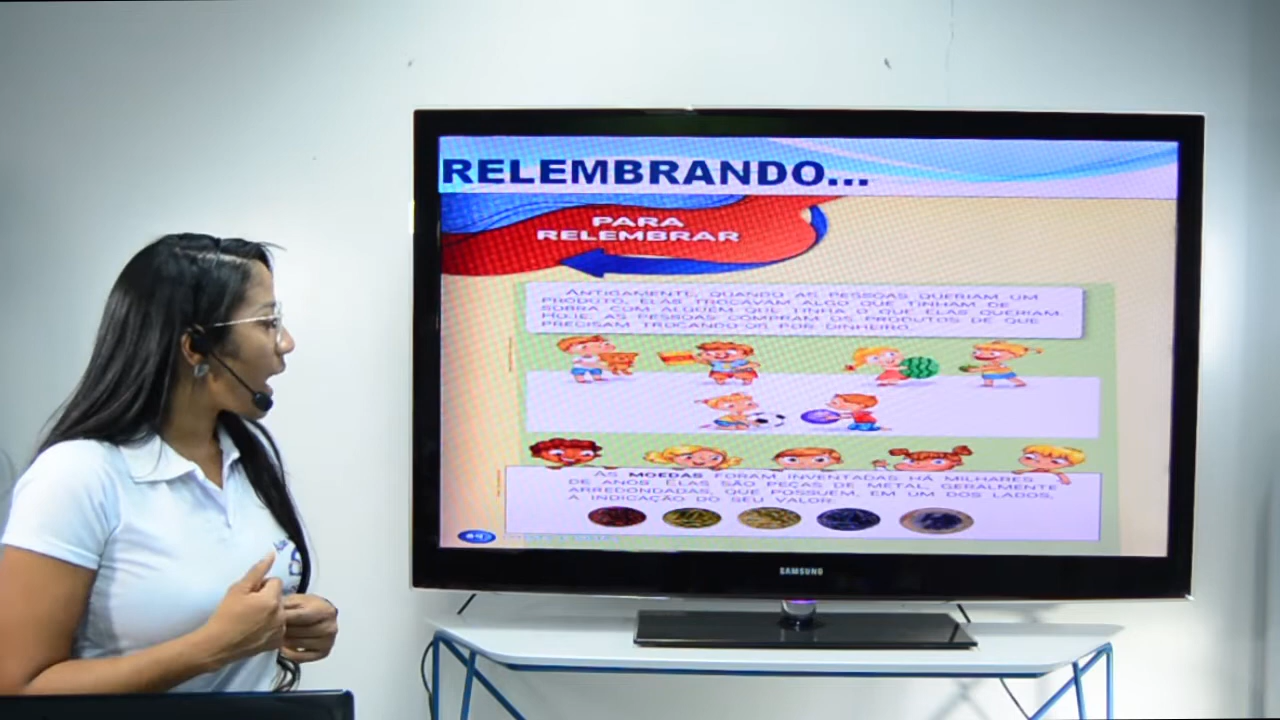 RELEMBRANDO...
PARA
RELEMBRAR
ANTIGAMENTE, QUANDO AS PESSOAS QUERIAM UM
PRODUTO, ELAS TROCAVAM ALGO QUE TINHAM DE
SOBRA COM ALGUÉM QUE TINHA O QUE ELAS QUERIAM.
HOJE, AS PESSOAS COMPRAM OS PRODUTOS DE QUE
PRECISAM TROCANDO-OS POR DINHEIRO.
AS MOEDAS FORAM INVENTADAS HÁ MILHARES
DE ANOS. ELAS SÃO PEÇAS DE METAL, GERALMENTE
ARREDONDADAS, QUE POSSUEM, EM UM DOS LADOS,
A INDICAÇÃO DO SEU VALOR.
SAMSUNG